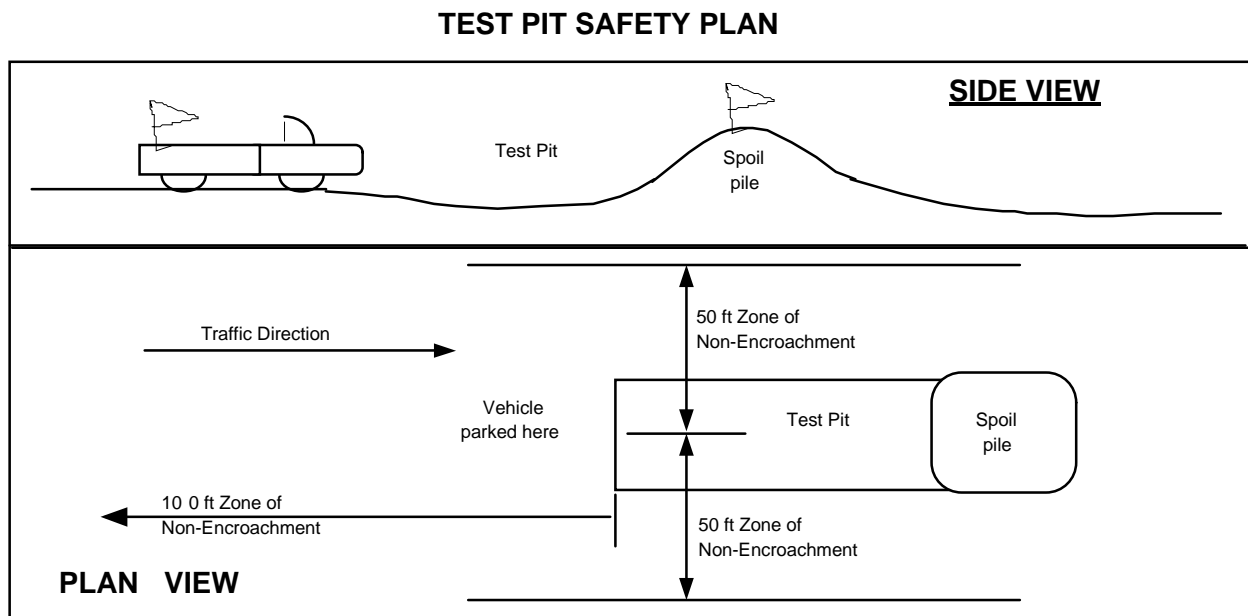 TEST PIT SAFETY PLAN
SIDE VIEW
Test Pit
Spoil
pile
50 ft Zone of
Non-Encroachment
Traffic Direction
Vehicle
parked here
Test Pit
Spoil
pile
10 0 ft Zone of
Non-Encroachment
50 ft Zone of
Non-Encroachment
PLAN VIEW